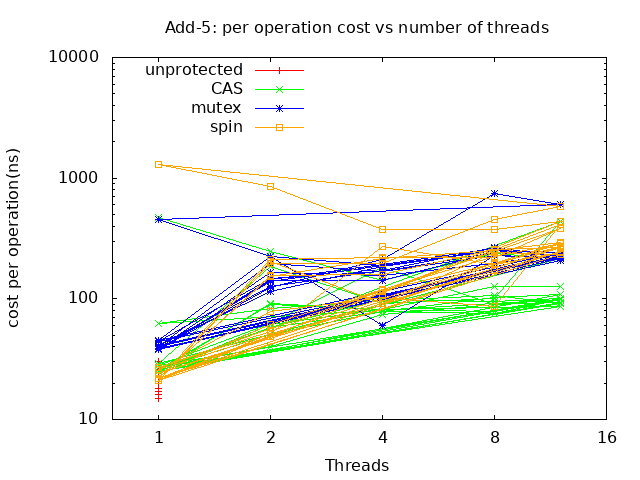 Add-5: per operation cost vs number of threads
10000
unprotected
CAS
mutex
spin
1000
100
10
cost per operation(ns)
1 2 4 8 16
Threads